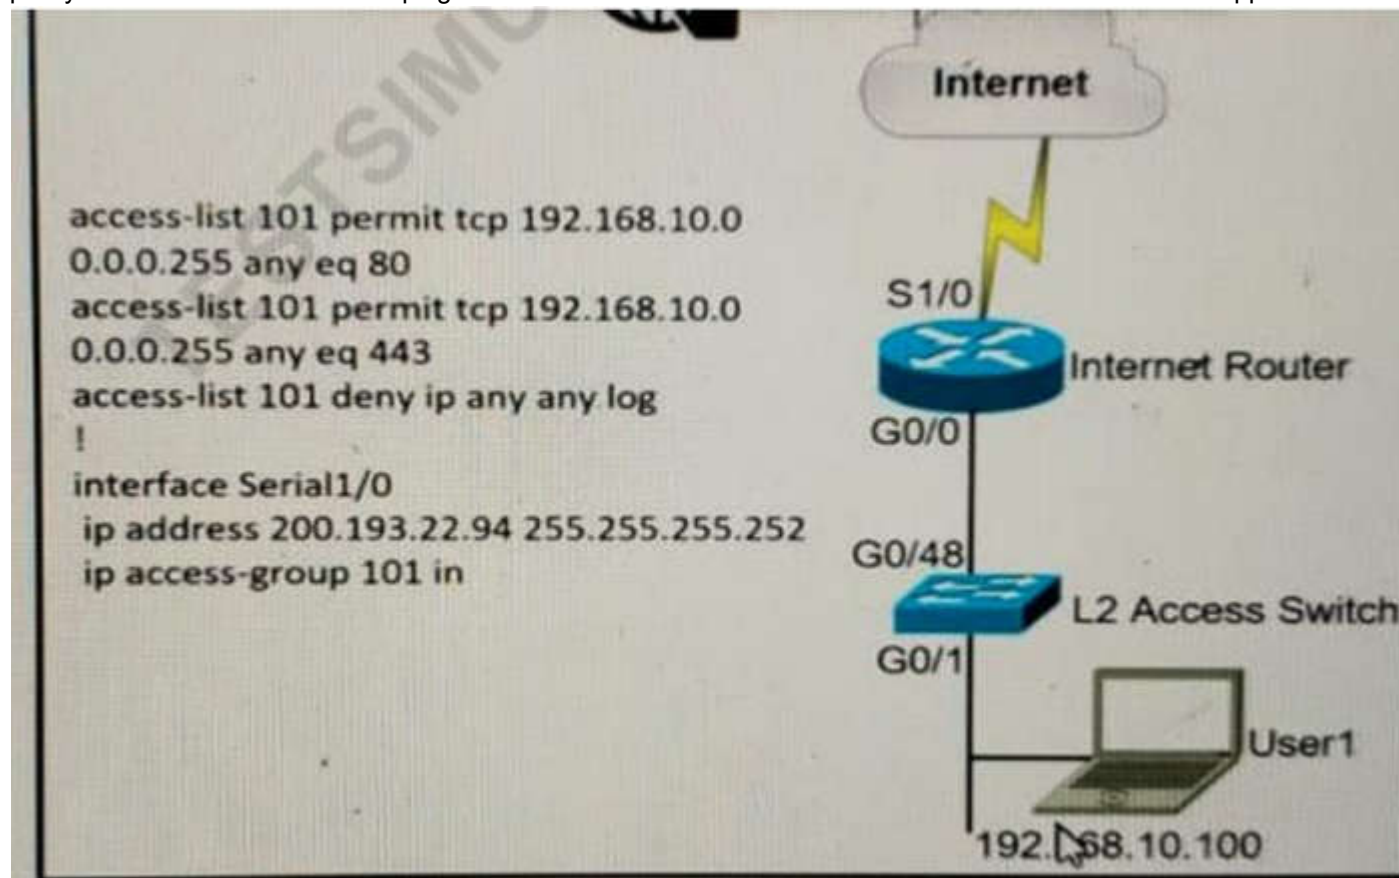 TESTSIMU
Internet
access-list 101 permit tcp 192.168.10.0
0.0.0.255 any eq 80
access-list 101 permit tcp 192.168.10.0
0.0.0.255 any eq 443
access-list 101 deny ip any any log
!
interface Serial1/0
ip address 200.193.22.94 255.255.255.252
ip access-group 101 in
S1/0
Internet Router
G0/0
G0/48
L2 Access Switch
G0/1
User1
68.10.100